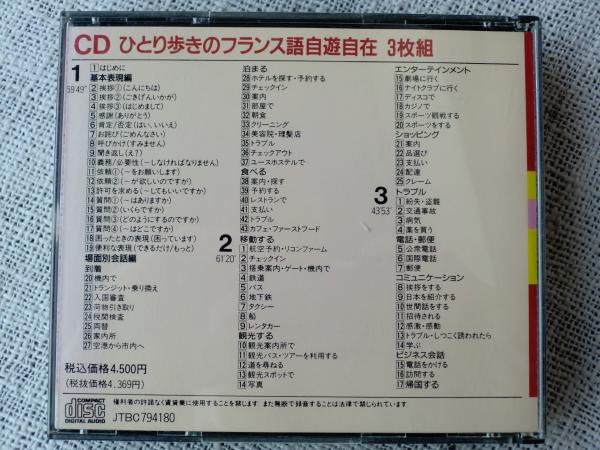 CD ひとり歩きのフランス語自遊自在 3枚組
1
59'49"
1 はじめに
基本表現編
2 挨拶①(こんにちは)
3 挨拶②(ごきげんいかが)
4 挨拶③(はじめまして)
5 感謝(ありがとう)
6 肯定/否定(はい、いいえ)
7 お詫び(ごめんなさい)
8 呼びかけ(すみません)
9 聞き返し(え?)
10 義務/必要性(~しなければなりません)
11 依頼①(~をお願いします)
12 依頼②(~が欲しいのですが)
13 許可を求める(~してもいいですか)
14 質問①(~はありますか)
15 質問②(いくらですか)
16 質問③(どのようにするのですか)
17 質問④(~はどこですか)
18 困ったときの表現(困っています)
19 便利な表現(できるだけ/もっと)
場面別会話編
到着
20 機内で
21 トランジット・乗り換え
22 入国審査
23 荷物引き取り
24 税関検査
25 両替
26 案内所
27 空港から市内へ
税込価格4.500円
(税抜価格4.369円)
泊まる
28 ホテルを探す・予約する
29 チェックイン
30 案内
31 部屋で
32 朝食
33 クリーニング
34 美容院・理髪店
35 トラブル
36 チェックアウト
37 ユースホステルで
食べる
38 案内・探す
39 予約する
40 レストランで
41 支払い
42 トラブル
43 カフェ・ファーストフード
2
61'20"
移動する
1 航空予約・リコンファーム
2 チェックイン
3 搭乗案内・ゲート・機内で
4 鉄道
5 バス
6 地下鉄
7 タクシー
8 船
9 レンタカー
観光する
10 観光案内所で
11 観光バス・ツアーを利用する
12 道を尋ねる
13 観光スポットで
14 写真
エンターテインメント
15 劇場に行く
16 ナイトクラブに行く
17 ディスコで
18 カジノで
19 スポーツ観戦する
20 スポーツをする
ショッピング
21 案内
22 品選び
23 支払い
24 配達
25 クレーム
3
43'53"
トラブル
1 紛失・盗難
2 交通事故
3 病気
4 薬を買う
電話・郵便
5 公衆電話
6 国際電話
7 郵便
コミュニケーション
8 挨拶をする
9 日本を紹介する
10 世間話をする
11 招待される
12 感激・感動
13 トラブル・しつこく誘われたら
14 学ぶ
ビジネス会話
15 電話をかける
16 訪問する
17 帰国する
COMPACT
disc
DIGITAL AUDIO
JTBC794180
権利者の許諾なく賃貸業に使用することを禁じます。また無断で録音することは法律で禁じられています。